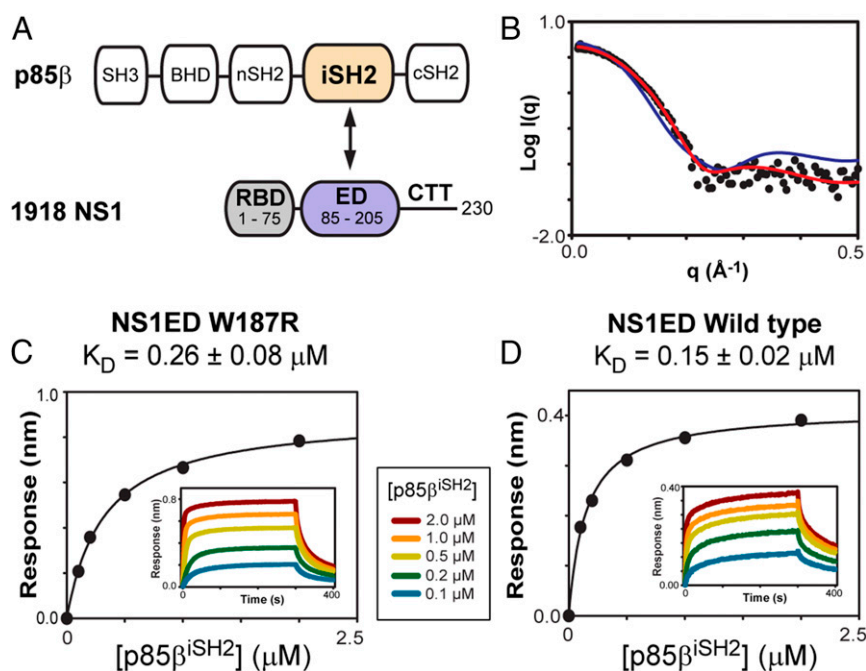 A
p85β
SH3
BHD
nSH2
iSH2
cSH2
1918 NS1
RBD
1 - 75
ED
85 - 205
CTT
230
B
1.0
Log I(q)
-2.0
0.0
0.5
q (Å-1)
NS1ED W187R
C
KD = 0.26 ± 0.08 μM
1.0
Response (nm)
0.0
0
2.5
[p85βiSH2] (μM)
0.8
Response (nm)
0.0
0
400
Time (s)
[p85βiSH2]
2.0 μM
1.0 μM
0.5 μM
0.2 μM
0.1 μM
NS1ED Wild type
D
KD = 0.15 ± 0.02 μM
0.4
Response (nm)
0.0
0
2.5
[p85βiSH2] (μM)
0.40
Response (nm)
0.00
0
400
Time (s)